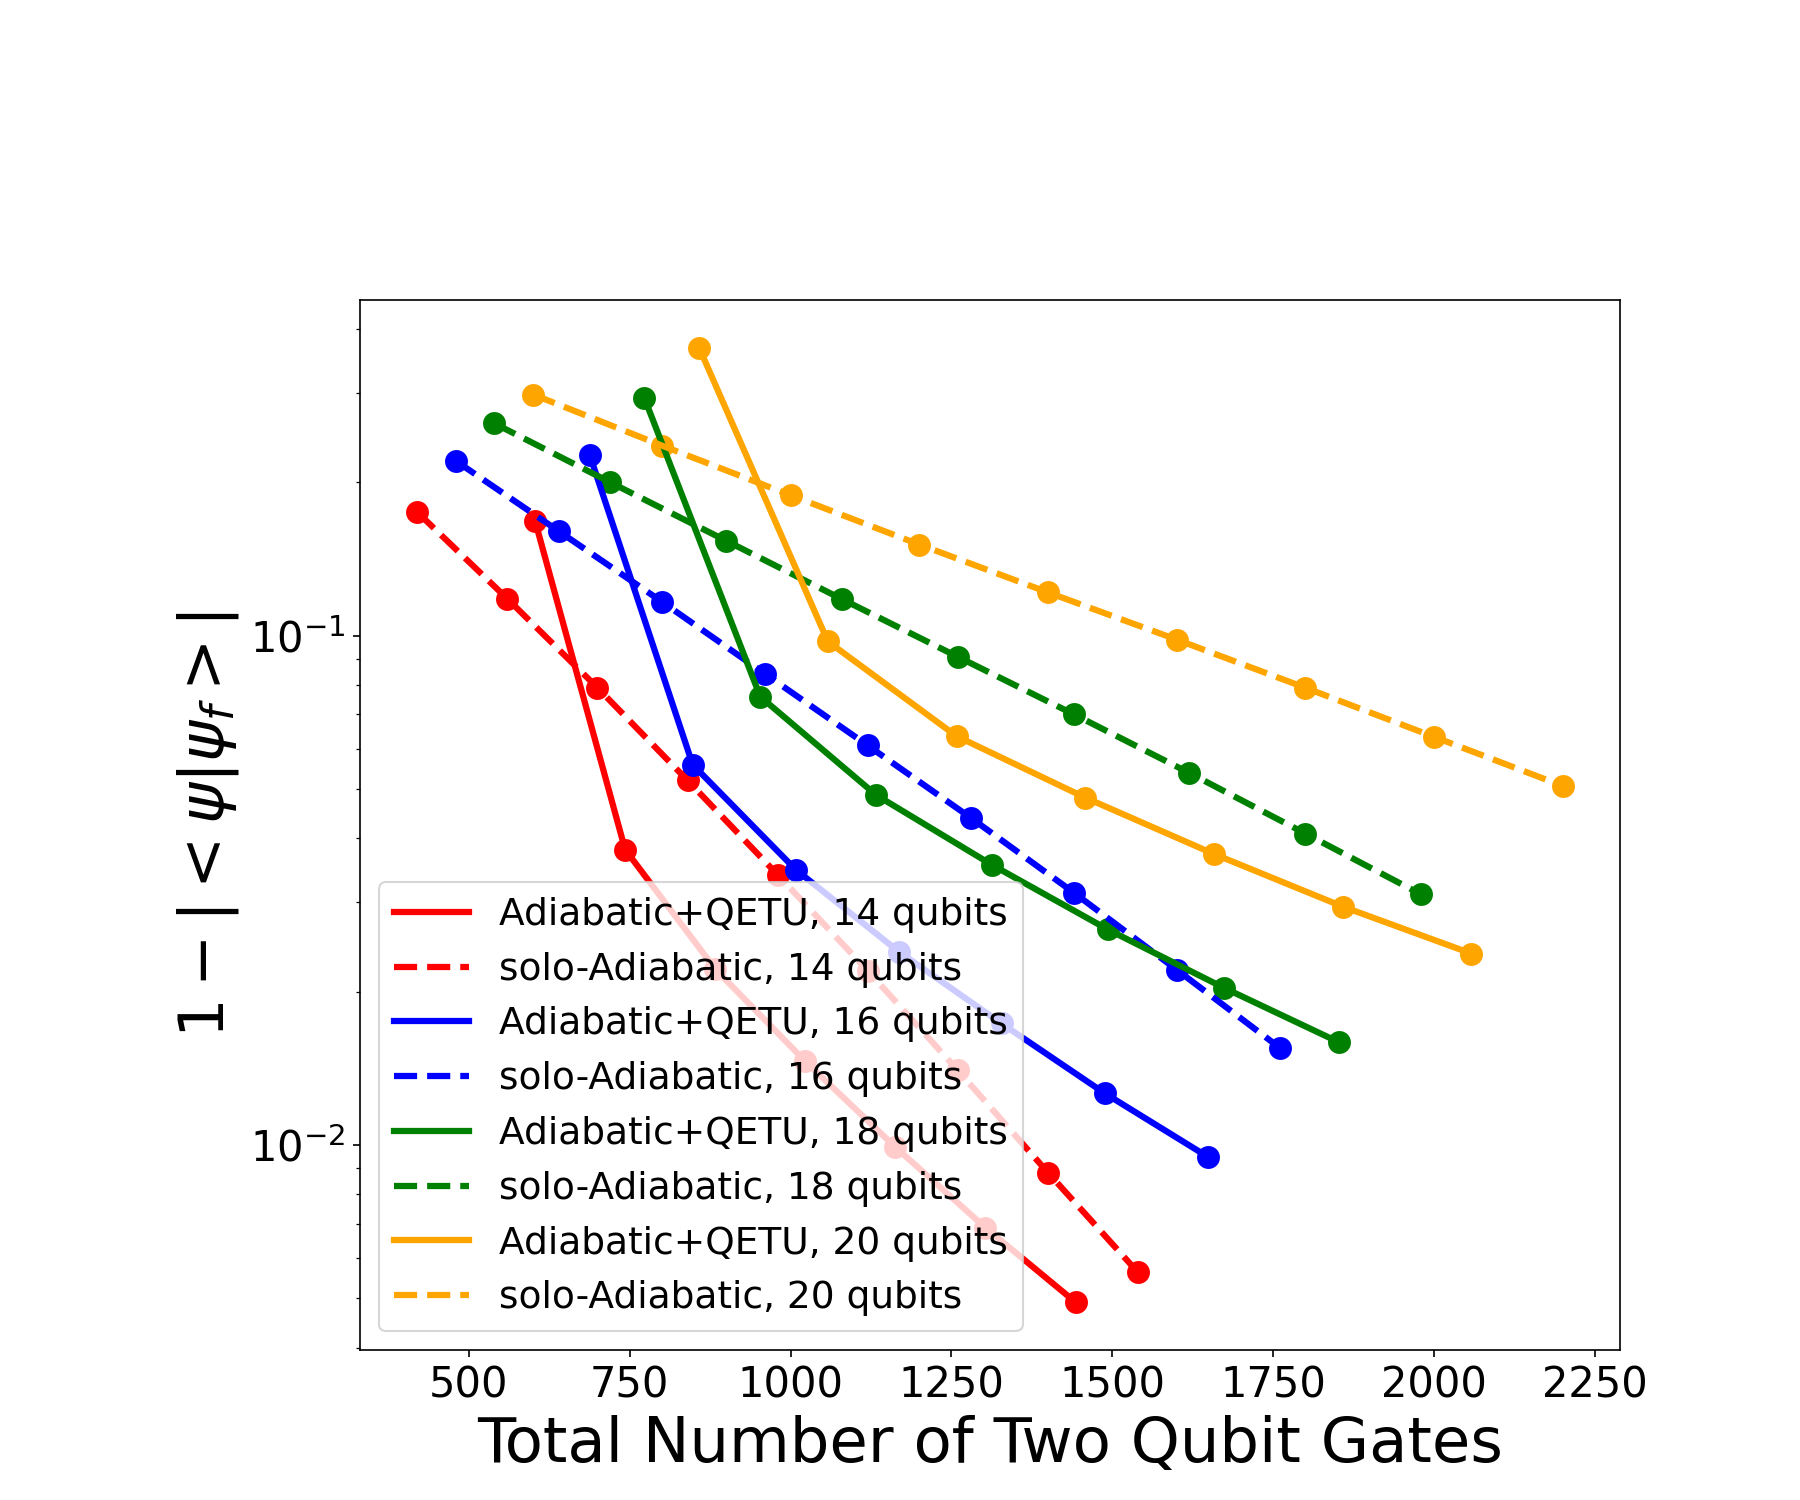 1 − | < ψ|ψ_f > |
10⁻¹
10⁻²
Adiabatic+QETU, 14 qubits
solo-Adiabatic, 14 qubits
Adiabatic+QETU, 16 qubits
solo-Adiabatic, 16 qubits
Adiabatic+QETU, 18 qubits
solo-Adiabatic, 18 qubits
Adiabatic+QETU, 20 qubits
solo-Adiabatic, 20 qubits
500 750 1000 1250 1500 1750 2000 2250
Total Number of Two Qubit Gates